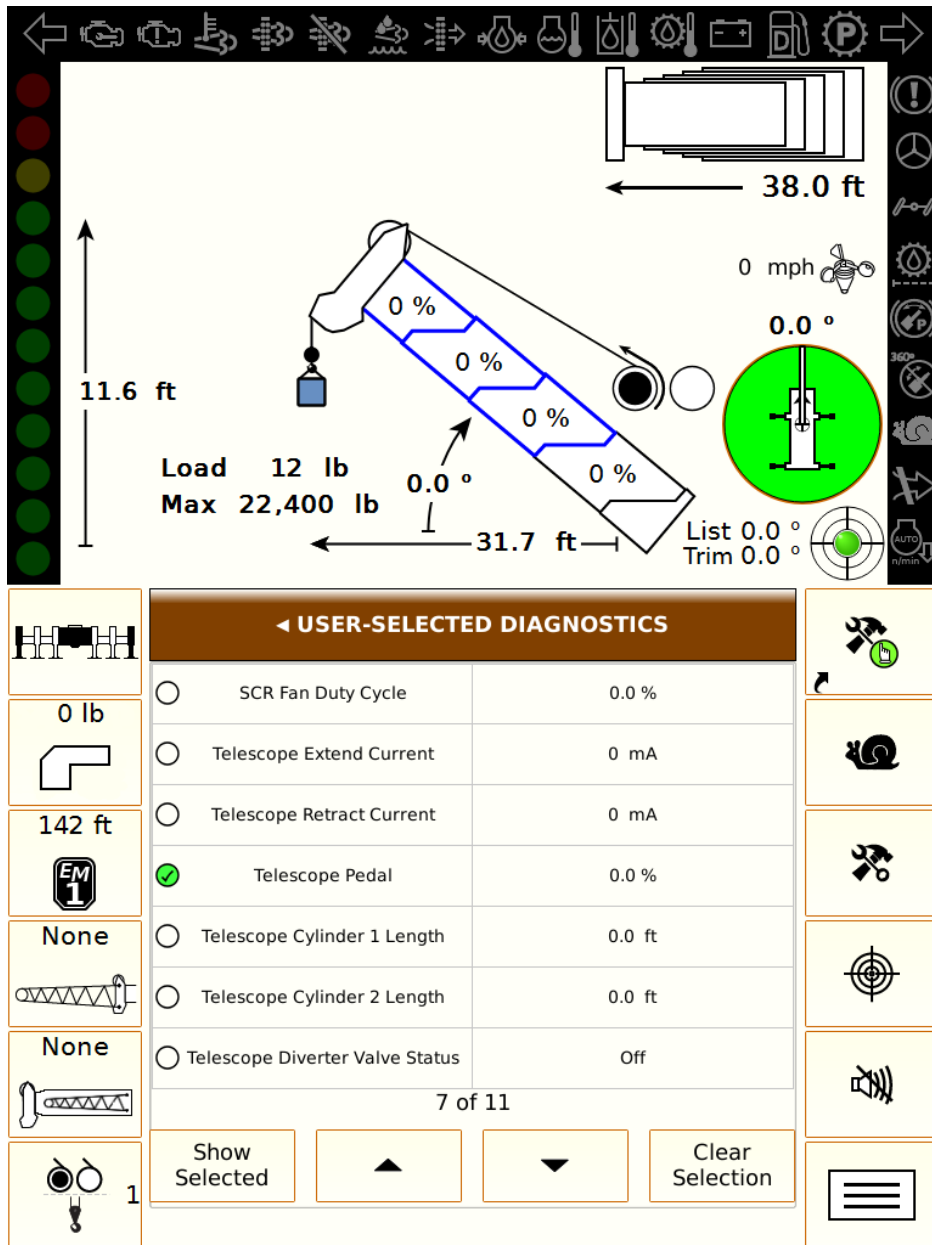 D
P
38.0 ft
0 mph
P
0.0 °
360°
0 %
0 %
0 %
0 %
11.6 ft
Load 12 lb
Max 22,400 lb
0.0 °
31.7 ft
List 0.0 °
Trim 0.0 °
AUTO
n/min
◄ USER-SELECTED DIAGNOSTICS
SCR Fan Duty Cycle 0.0 %
Telescope Extend Current 0 mA
Telescope Retract Current 0 mA
Telescope Pedal 0.0 %
Telescope Cylinder 1 Length 0.0 ft
Telescope Cylinder 2 Length 0.0 ft
Telescope Diverter Valve Status Off
7 of 11
Show
Selected
Clear
Selection
0 lb
142 ft
EM
1
None
None
1